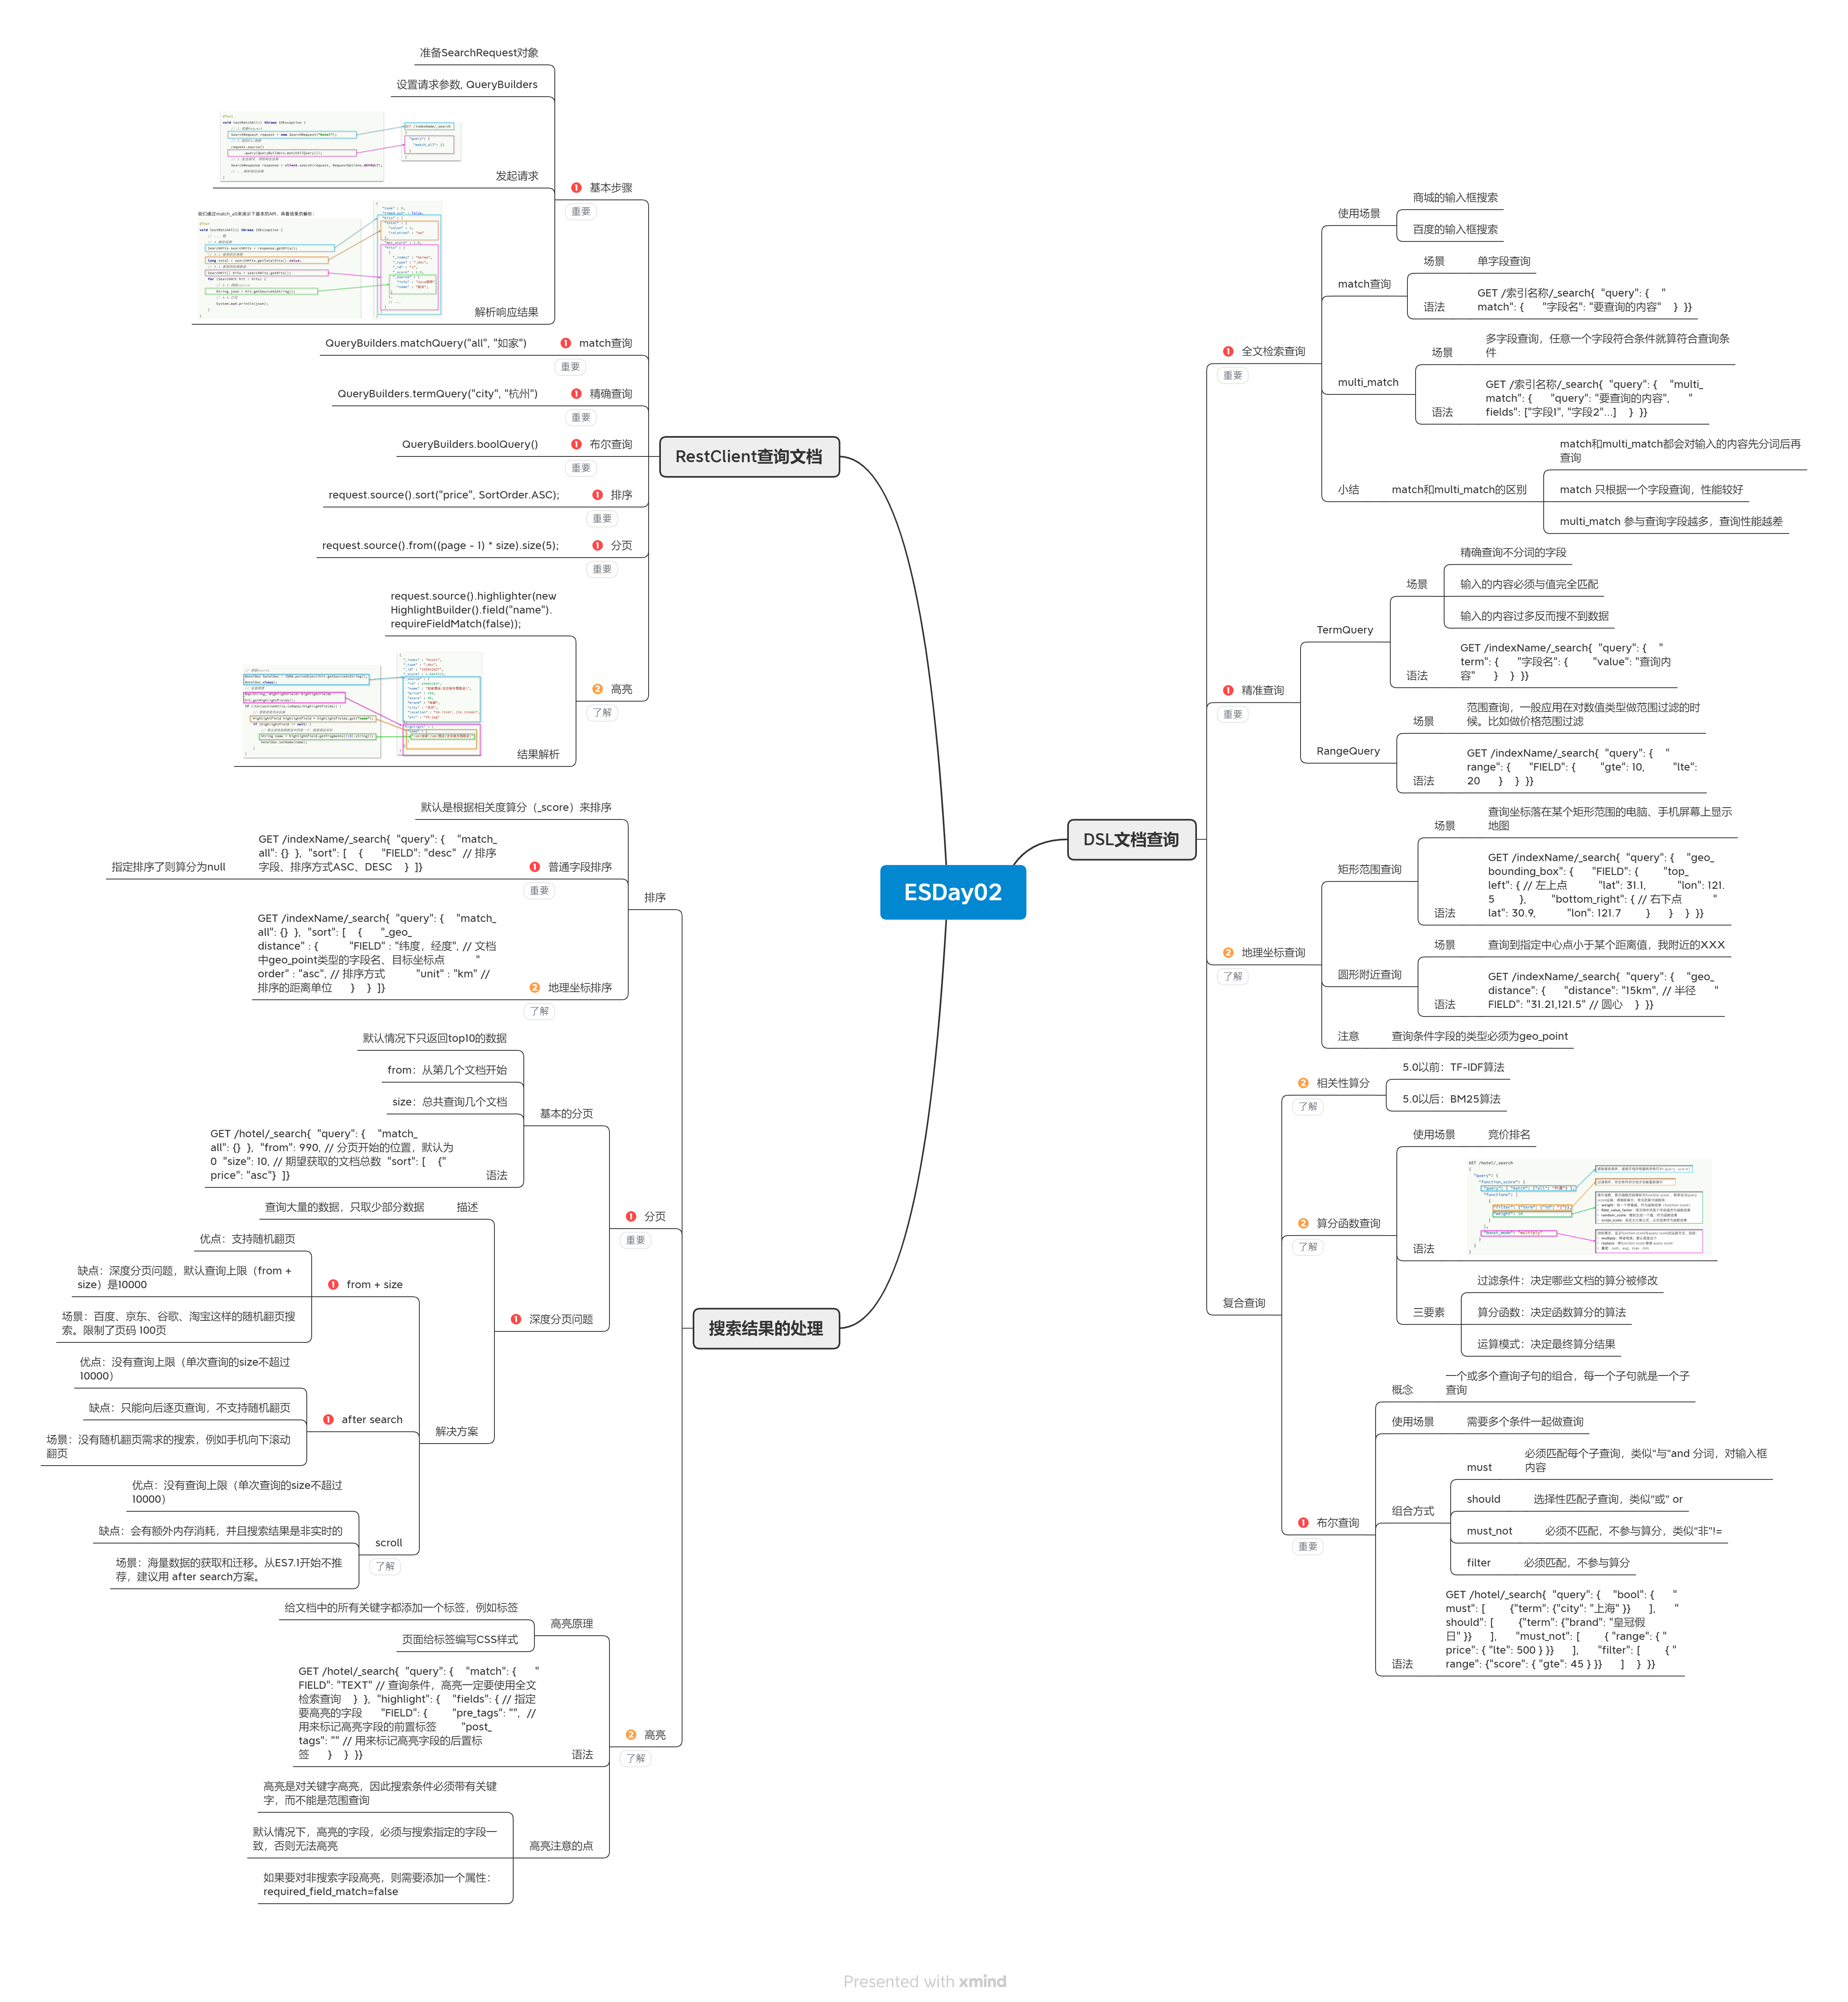 ESDay02
DSL文档查询
全文检索查询
重要
使用场景
商城的输入框搜索
百度的输入框搜索
match查询
场景
单字段查询
语法
GET /索引名称/_search{  "query": {    "
match": {      "字段名": "要查询的内容"    }  }}
multi_match
场景
多字段查询，任意一个字段符合条件就算符合查询条
件
语法
GET /索引名称/_search{  "query": {    "multi_
match": {      "query": "要查询的内容",      "
fields": ["字段1", "字段2"...]    }  }}
小结
match和multi_match的区别
match和multi_match都会对输入的内容先分词后再
查询
match 只根据一个字段查询，性能较好
multi_match 参与查询字段越多，查询性能越差
精准查询
重要
TermQuery
场景
精确查询不分词的字段
输入的内容必须与值完全匹配
输入的内容过多反而搜不到数据
语法
GET /indexName/_search{  "query": {    "
term": {      "字段名": {        "value": "查询内
容"      }    }  }}
RangeQuery
场景
范围查询，一般应用在对数值类型做范围过滤的时
候。比如做价格范围过滤
语法
GET /indexName/_search{  "query": {    "
range": {      "FIELD": {        "gte": 10,         "lte":
20      }    }  }}
地理坐标查询
了解
矩形范围查询
场景
查询坐标落在某个矩形范围的电脑、手机屏幕上显示
地图
语法
GET /indexName/_search{  "query": {    "geo_
bounding_box": {      "FIELD": {        "top_
left": { // 左上点          "lat": 31.1,          "lon": 121.
5        },        "bottom_right": { // 右下点          "
lat": 30.9,          "lon": 121.7        }      }    }  }}
圆形附近查询
场景
查询到指定中心点小于某个距离值，我附近的XXX
语法
GET /indexName/_search{  "query": {    "geo_
distance": {      "distance": "15km", // 半径      "
FIELD": "31.21,121.5" // 圆心    }  }}
注意
查询条件字段的类型必须为geo_point
复合查询
相关性算分
了解
5.0以前：TF-IDF算法
5.0以后：BM25算法
算分函数查询
了解
使用场景
竞价排名
语法
GET /hotel/_search
"query": {
"function_score": {
"functions": [
"boost_mode": "multiply"
三要素
过滤条件：决定哪些文档的算分被修改
算分函数：决定函数算分的算法
运算模式：决定最终算分结果
布尔查询
重要
概念
一个或多个查询子句的组合，每一个子句就是一个子
查询
使用场景
需要多个条件一起做查询
组合方式
must
必须匹配每个子查询，类似“与”and 分词，对输入框
内容
should
选择性匹配子查询，类似“或” or
must_not
必须不匹配，不参与算分，类似“非”!=
filter
必须匹配，不参与算分
语法
GET /hotel/_search{  "query": {    "bool": {      "
must": [        {"term": {"city": "上海" }}      ],      "
should": [        {"term": {"brand": "皇冠假
日" }}      ],      "must_not": [        { "range": { "
price": { "lte": 500 } }}      ],      "filter": [        { "
range": {"score": { "gte": 45 } }}      ]    }  }}
RestClient查询文档
基本步骤
重要
准备SearchRequest对象
设置请求参数, QueryBuilders
发起请求
解析响应结果
match查询
重要
QueryBuilders.matchQuery("all", "如家")
精确查询
重要
QueryBuilders.termQuery("city", "杭州")
布尔查询
重要
QueryBuilders.boolQuery()
排序
重要
request.source().sort("price", SortOrder.ASC);
分页
重要
request.source().from((page - 1) * size).size(5);
高亮
了解
request.source().highlighter(new
HighlightBuilder().field("name").
requireFieldMatch(false));
结果解析
搜索结果的处理
排序
默认是根据相关度算分（_score）来排序
普通字段排序
重要
GET /indexName/_search{  "query": {    "match_
all": {}  },  "sort": [    {      "FIELD": "desc"  // 排序
字段、排序方式ASC、DESC    }  ]}
指定排序了则算分为null
地理坐标排序
了解
GET /indexName/_search{  "query": {    "match_
all": {}  },  "sort": [    {      "_geo_
distance" : {          "FIELD" : "纬度，经度", // 文档
中geo_point类型的字段名、目标坐标点          "
order" : "asc", // 排序方式          "unit" : "km" //
排序的距离单位      }    }  ]}
分页
重要
基本的分页
默认情况下只返回top10的数据
from：从第几个文档开始
size：总共查询几个文档
语法
GET /hotel/_search{  "query": {    "match_
all": {}  },  "from": 990, // 分页开始的位置，默认为
0  "size": 10, // 期望获取的文档总数  "sort": [    {"
price": "asc"}  ]}
深度分页问题
描述
查询大量的数据，只取少部分数据
解决方案
from + size
优点：支持随机翻页
缺点：深度分页问题，默认查询上限（from +
size）是10000
场景：百度、京东、谷歌、淘宝这样的随机翻页搜
索。限制了页码 100页
after search
优点：没有查询上限（单次查询的size不超过
10000）
缺点：只能向后逐页查询，不支持随机翻页
场景：没有随机翻页需求的搜索，例如手机向下滚动
翻页
scroll
了解
优点：没有查询上限（单次查询的size不超过
10000）
缺点：会有额外内存消耗，并且搜索结果是非实时的
场景：海量数据的获取和迁移。从ES7.1开始不推
荐，建议用 after search方案。
高亮
了解
高亮原理
给文档中的所有关键字都添加一个标签，例如标签
页面给标签编写CSS样式
语法
GET /hotel/_search{  "query": {    "match": {      "
FIELD": "TEXT" // 查询条件，高亮一定要使用全文
检索查询    }  },  "highlight": {    "fields": { // 指定
要高亮的字段      "FIELD": {        "pre_tags": "",  //
用来标记高亮字段的前置标签        "post_
tags": "" // 用来标记高亮字段的后置标
签      }    }  }}
高亮注意的点
高亮是对关键字高亮，因此搜索条件必须带有关键
字，而不能是范围查询
默认情况下，高亮的字段，必须与搜索指定的字段一
致，否则无法高亮
如果要对非搜索字段高亮，则需要添加一个属性：
required_field_match=false
Presented with xmind